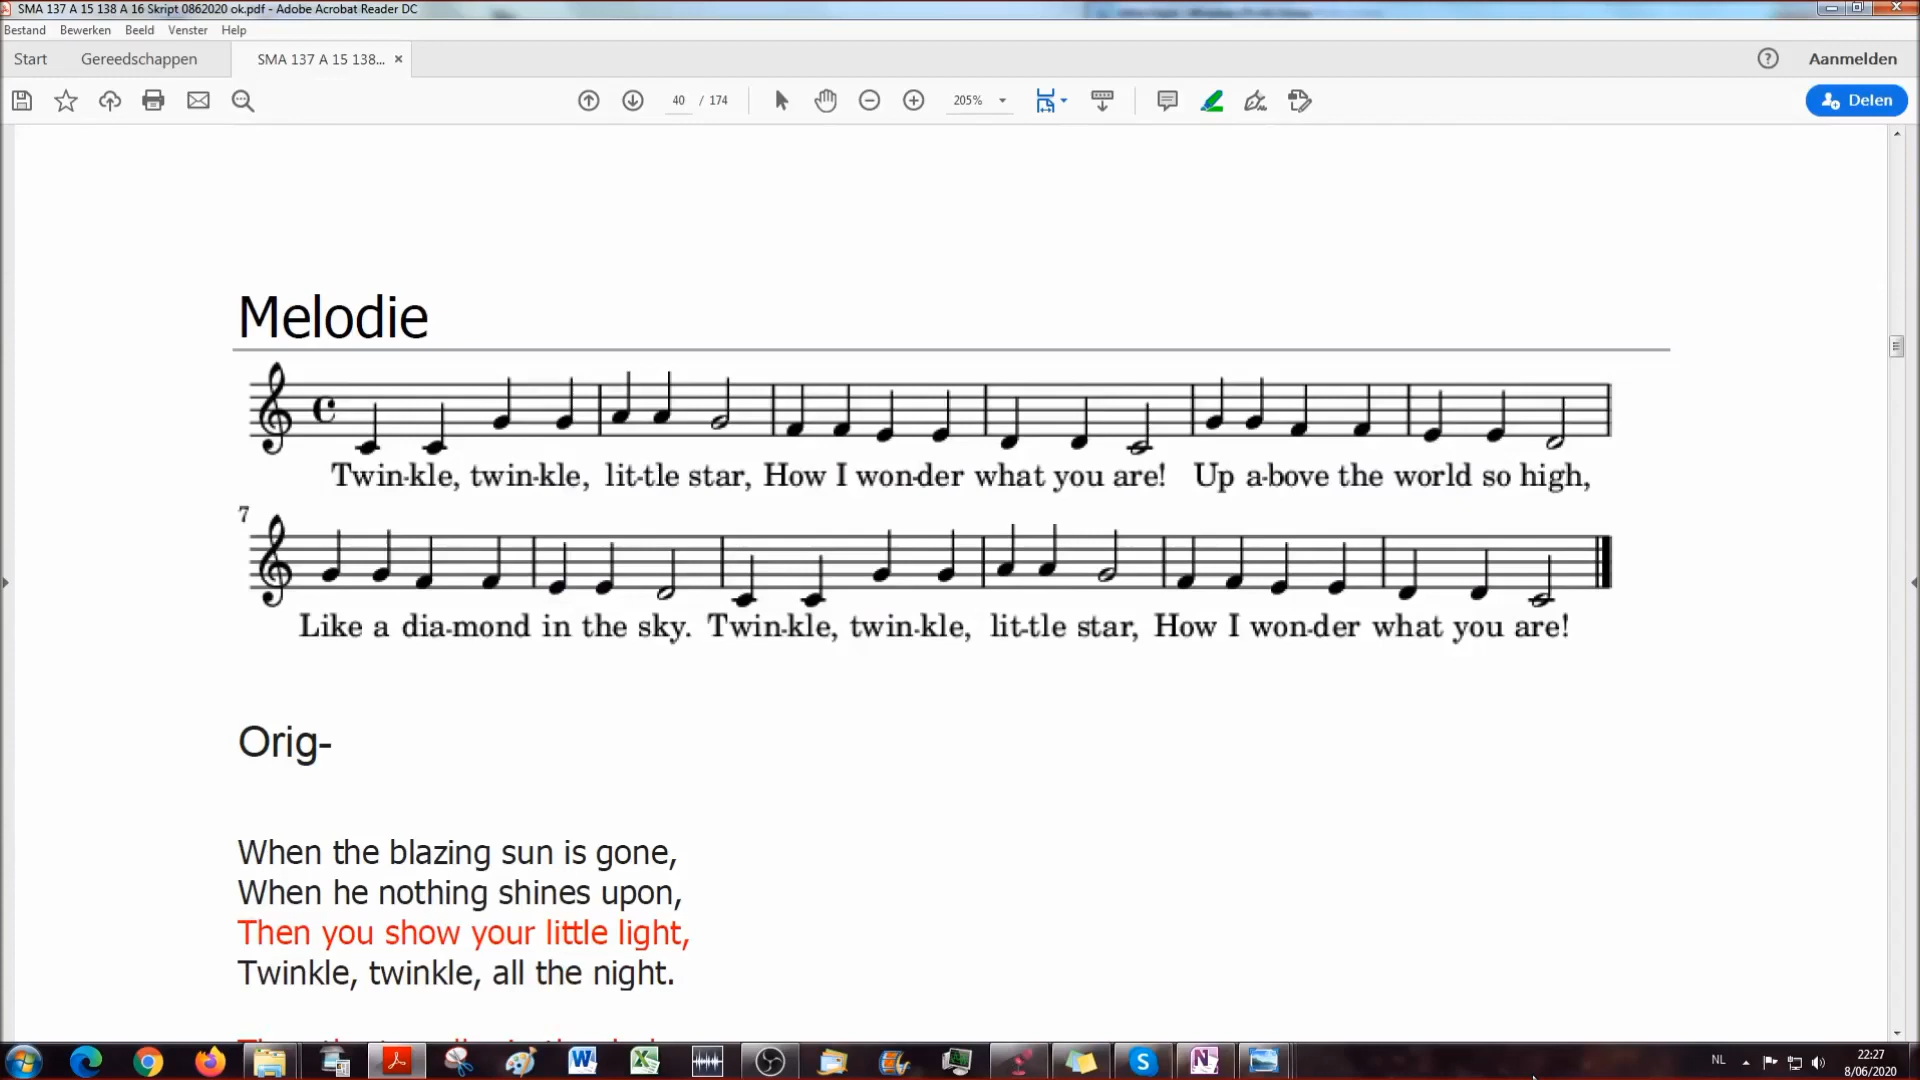 SMA 137 A 15 138 A 16 Skript 0862020 ok.pdf - Adobe Acrobat Reader DC
Bestand Bewerken Beeld Venster Help
Start Gereedschappen SMA 137 A 15 138... × ? Aanmelden
40 / 174 205% Delen
Melodie
Twin-kle, twin-kle, lit-tle star, How I won-der what you are! Up a-bove the world so high,
7
Like a dia-mond in the sky. Twin-kle, twin-kle, lit-tle star, How I won-der what you are!
Orig-
When the blazing sun is gone,
When he nothing shines upon,
Then you show your little light,
Twinkle, twinkle, all the night.
NL 22:27
8/06/2020